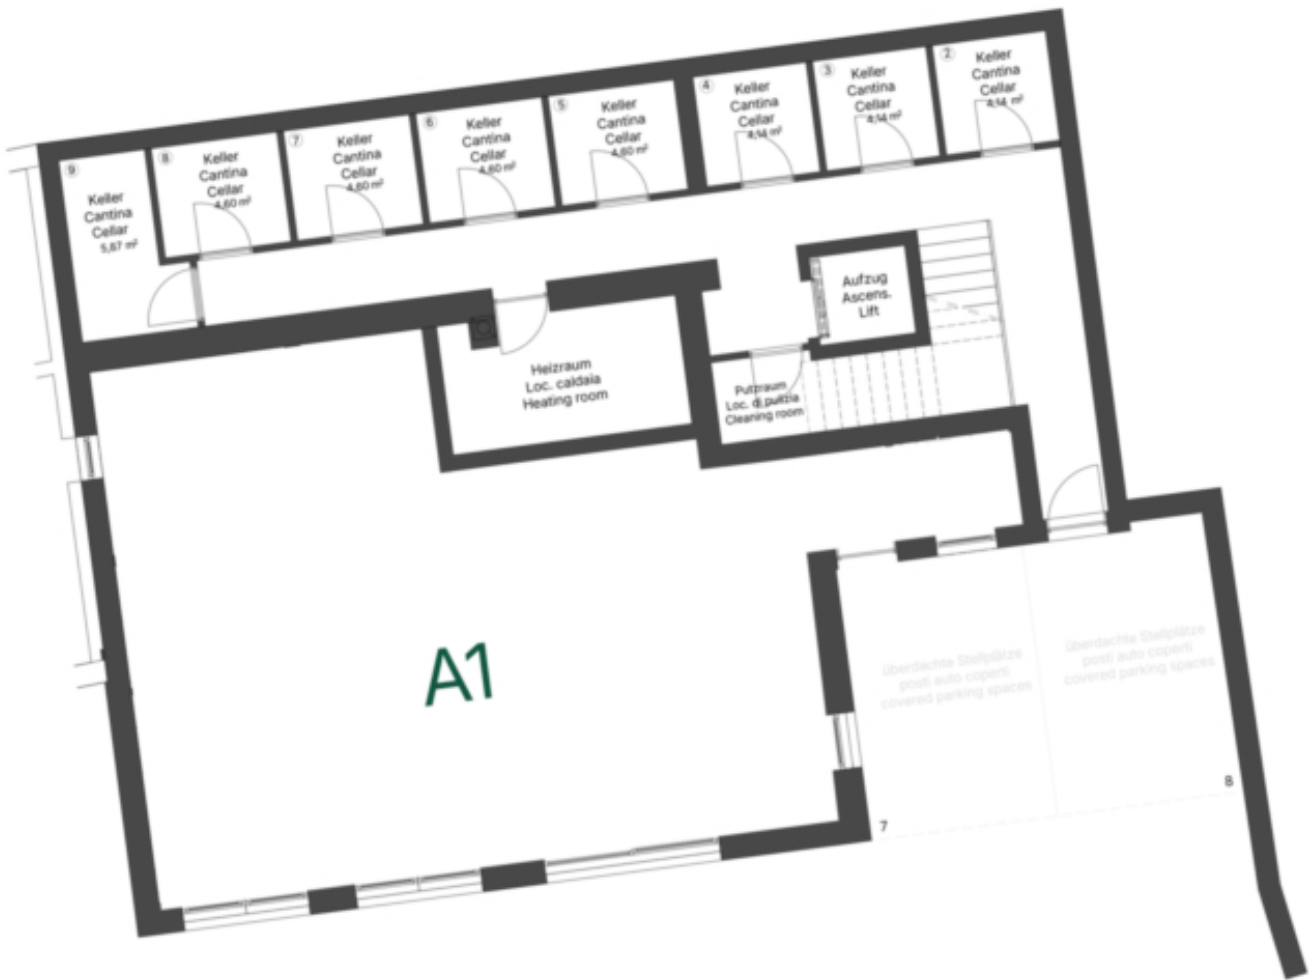 ②
Keller
Cantina
Cellar
4,14 m²
③
Keller
Cantina
Cellar
4,14 m²
④
Keller
Cantina
Cellar
4,14 m²
⑤
Keller
Cantina
Cellar
4,60 m²
⑥
Keller
Cantina
Cellar
4,60 m²
⑦
Keller
Cantina
Cellar
4,60 m²
⑧
Keller
Cantina
Cellar
4,60 m²
⑨
Keller
Cantina
Cellar
5,87 m²
Aufzug
Ascens.
Lift
Heizraum
Loc. caldaia
Heating room
Putzraum
Loc. di pulizia
Cleaning room
A1
überdachte Stellplätze
posti auto coperti
covered parking spaces
7
überdachte Stellplätze
posti auto coperti
covered parking spaces
8